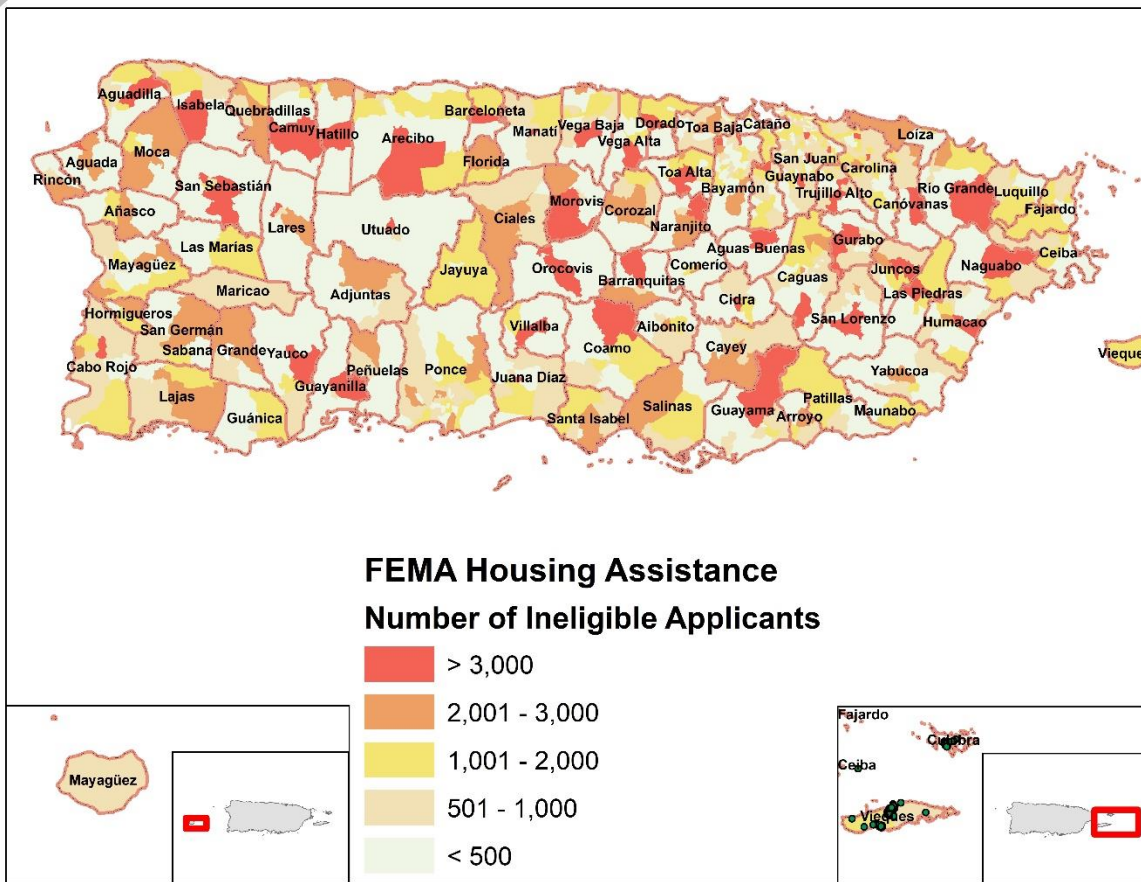 Aguadilla
Isabela
Quebradillas
Camuy
Hatillo
Arecibo
Barceloneta
Manatí
Vega Baja
Vega Alta
Dorado
Toa Baja
Cataño
Loíza
Aguada
Rincón
Moca
San Sebastián
Florida
Toa Alta
Bayamón
San Juan
Guaynabo
Carolina
Trujillo Alto
Canóvanas
Río Grande
Luquillo
Fajardo
Añasco
Lares
Utuado
Ciales
Morovis
Corozal
Naranjito
Aguas Buenas
Gurabo
Las Marías
Mayagüez
Maricao
Adjuntas
Jayuya
Orocovis
Barranquitas
Comerío
Caguas
Juncos
Naguabo
Ceiba
Las Piedras
Hormigueros
San Germán
Sabana Grande
Yauco
Villalba
Coamo
Aibonito
Cidra
Cayey
San Lorenzo
Humacao
Cabo Rojo
Lajas
Guánica
Guayanilla
Peñuelas
Ponce
Juana Díaz
Santa Isabel
Salinas
Guayama
Arroyo
Patillas
Yabucoa
Maunabo
Vieque
FEMA Housing Assistance
Number of Ineligible Applicants
> 3,000
2,001 - 3,000
1,001 - 2,000
501 - 1,000
< 500
Mayagüez
Fajardo
Ceiba
Vieques